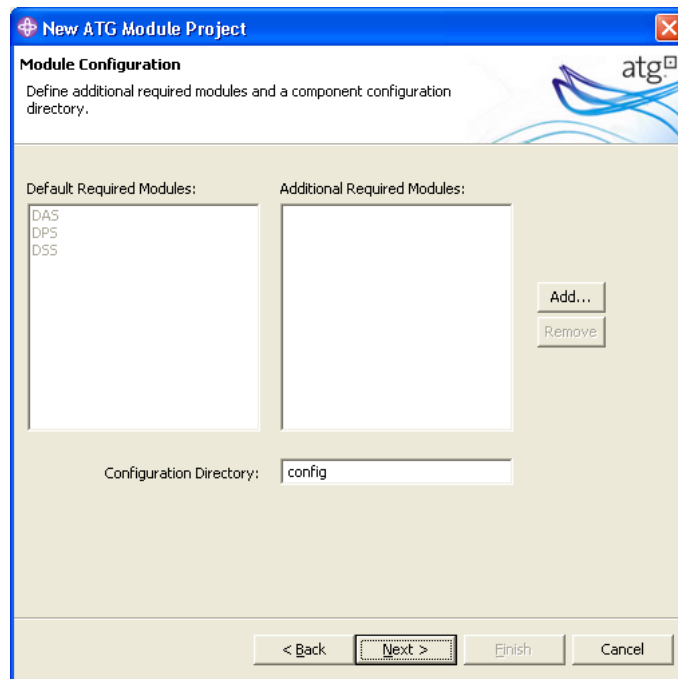 New ATG Module Project
Module Configuration
Define additional required modules and a component configuration
directory.
atg
Default Required Modules:
Additional Required Modules:
DAS
DPS
DSS
Add...
Remove
Configuration Directory:
config
< Back
Next >
Finish
Cancel